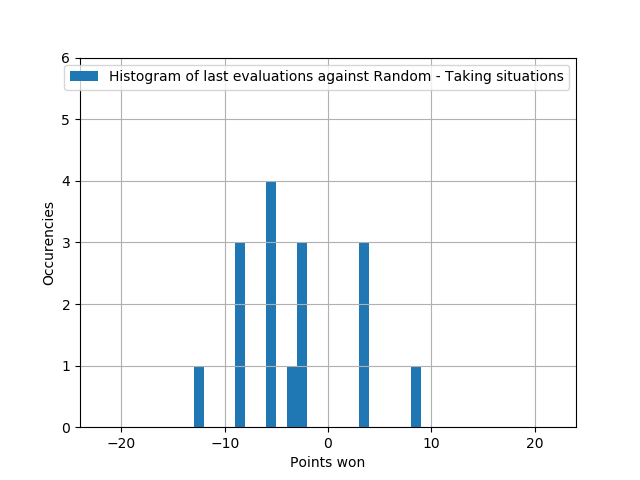 6
Histogram of last evaluations against Random - Taking situations
5
4
3
2
1
0
Occurencies
−20 −10 0 10 20
Points won